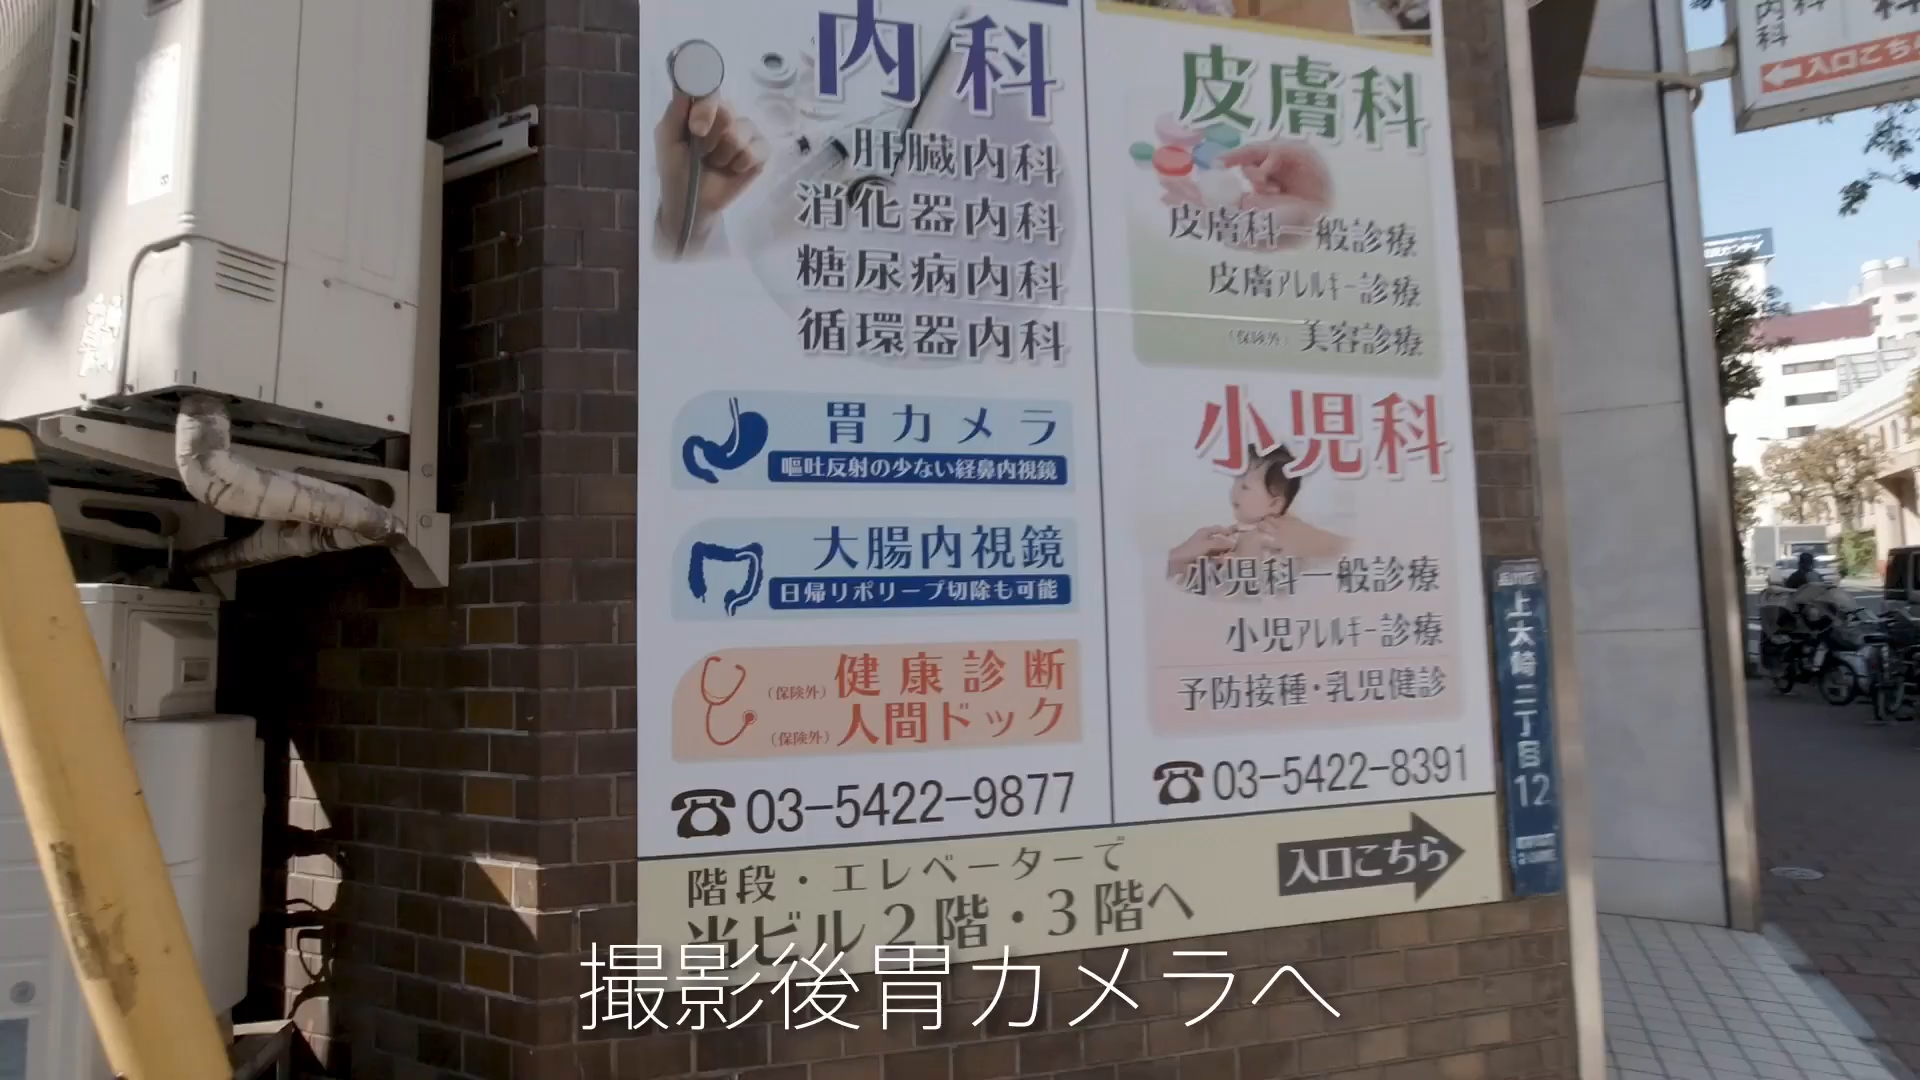 内科
肝臓内科
消化器内科
糖尿病内科
循環器内科
胃カメラ
嘔吐反射の少ない経鼻内視鏡
大腸内視鏡
日帰リポリープ切除も可能
(保険外) 健康診断
(保険外) 人間ドック
03-5422-9877
皮膚科
皮膚科一般診療
皮膚アレルギー診療
(保険外) 美容診療
小児科
小児科一般診療
小児アレルギー診療
予防接種・乳児健診
03-5422-8391
階段・エレベーターで
当ビル2階・3階へ
入口こちら
上大崎二丁目
12
内科
入口こちら
撮影後胃カメラへ